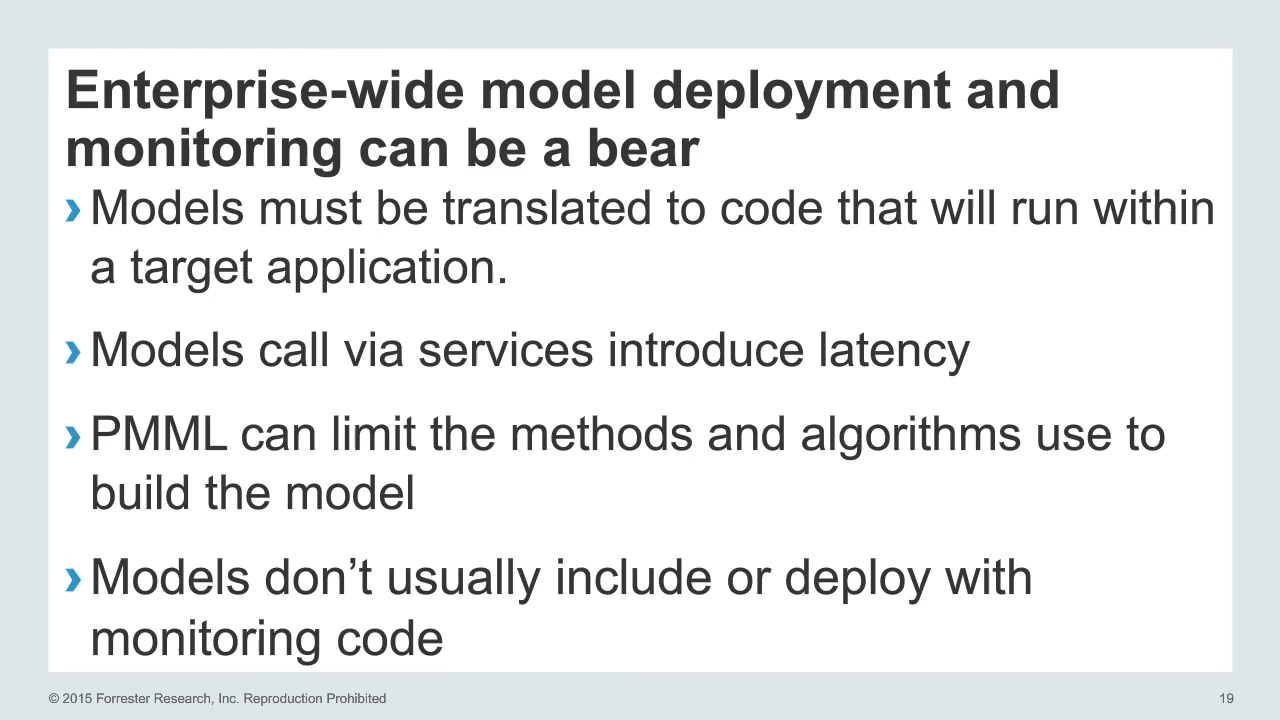 Enterprise-wide model deployment and
monitoring can be a bear
› Models must be translated to code that will run within
a target application.
› Models call via services introduce latency
› PMML can limit the methods and algorithms use to
build the model
› Models don’t usually include or deploy with
monitoring code
© 2015 Forrester Research, Inc. Reproduction Prohibited
19